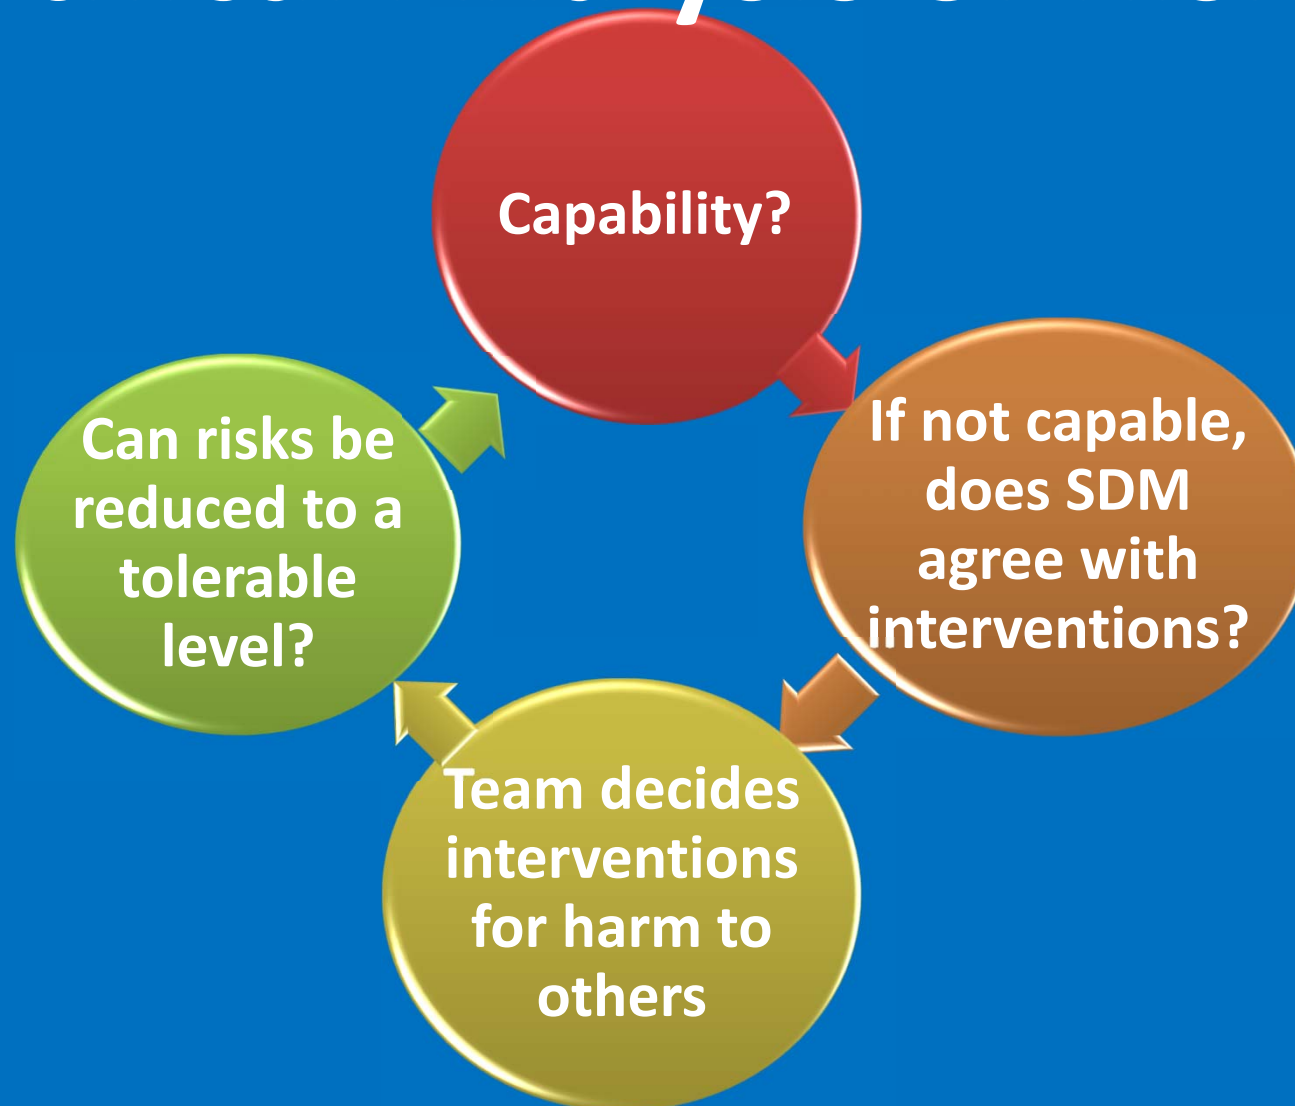 Capability?
If not capable,
does SDM
agree with
interventions?
Team decides
interventions
for harm to
others
Can risks be
reduced to a
tolerable
level?